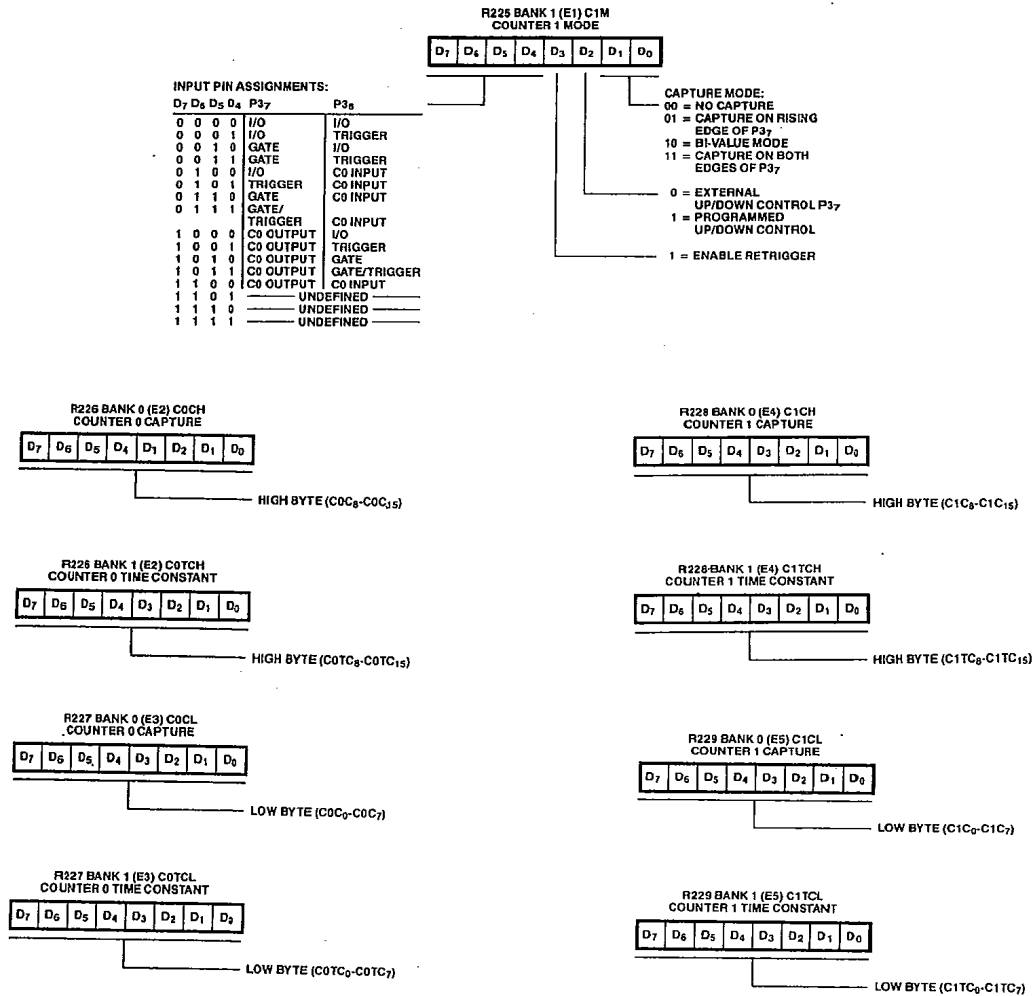 R225 BANK 1 (E1) C1M
COUNTER 1 MODE
D7 D6 D5 D4 D3 D2 D1 D0
INPUT PIN ASSIGNMENTS:
D7 D6 D5 D4 P37 P36
0 0 0 0 I/O I/O
0 0 0 1 I/O TRIGGER
0 0 1 0 GATE I/O
0 0 1 1 GATE TRIGGER
0 1 0 0 I/O C0 INPUT
0 1 0 1 TRIGGER C0 INPUT
0 1 1 0 GATE C0 INPUT
0 1 1 1 GATE/
TRIGGER C0 INPUT
1 0 0 0 C0 OUTPUT I/O
1 0 0 1 C0 OUTPUT TRIGGER
1 0 1 0 C0 OUTPUT GATE
1 0 1 1 C0 OUTPUT GATE/TRIGGER
1 1 0 0 C0 OUTPUT C0 INPUT
1 1 0 1 UNDEFINED
1 1 1 0 UNDEFINED
1 1 1 1 UNDEFINED
CAPTURE MODE:
00 = NO CAPTURE
01 = CAPTURE ON RISING
EDGE OF P37
10 = BI-VALUE MODE
11 = CAPTURE ON BOTH
EDGES OF P37
0 = EXTERNAL
UP/DOWN CONTROL P37
1 = PROGRAMMED
UP/DOWN CONTROL
1 = ENABLE RETRIGGER
R226 BANK 0 (E2) C0CH
COUNTER 0 CAPTURE
D7 D6 D5 D4 D1 D2 D1 D0
HIGH BYTE (C0C8-C0C15)
R226 BANK 1 (E2) C0TCH
COUNTER 0 TIME CONSTANT
D7 D6 D5 D4 D3 D2 D1 D0
HIGH BYTE (C0TC8-C0TC15)
R227 BANK 0 (E3) C0CL
COUNTER 0 CAPTURE
D7 D6 D5 D4 D3 D2 D1 D0
LOW BYTE (C0C0-C0C7)
R227 BANK 1 (E3) C0TCL
COUNTER 0 TIME CONSTANT
D7 D6 D5 D4 D3 D2 D1 D0
LOW BYTE (C0TC0-C0TC7)
R228 BANK 0 (E4) C1CH
COUNTER 1 CAPTURE
D7 D6 D5 D4 D3 D2 D1 D0
HIGH BYTE (C1C8-C1C15)
R228-BANK 1 (E4) C1TCH
COUNTER 1 TIME CONSTANT
D7 D6 D5 D4 D3 D2 D1 D0
HIGH BYTE (C1TC8-C1TC15)
R229 BANK 0 (E5) C1CL
COUNTER 1 CAPTURE
D7 D6 D5 D4 D3 D2 D1 D0
LOW BYTE (C1C0-C1C7)
R229 BANK 1 (E5) C1TCL
COUNTER 1 TIME CONSTANT
D7 D6 D5 D4 D3 D2 D1 D0
LOW BYTE (C1TC0-C1TC7)